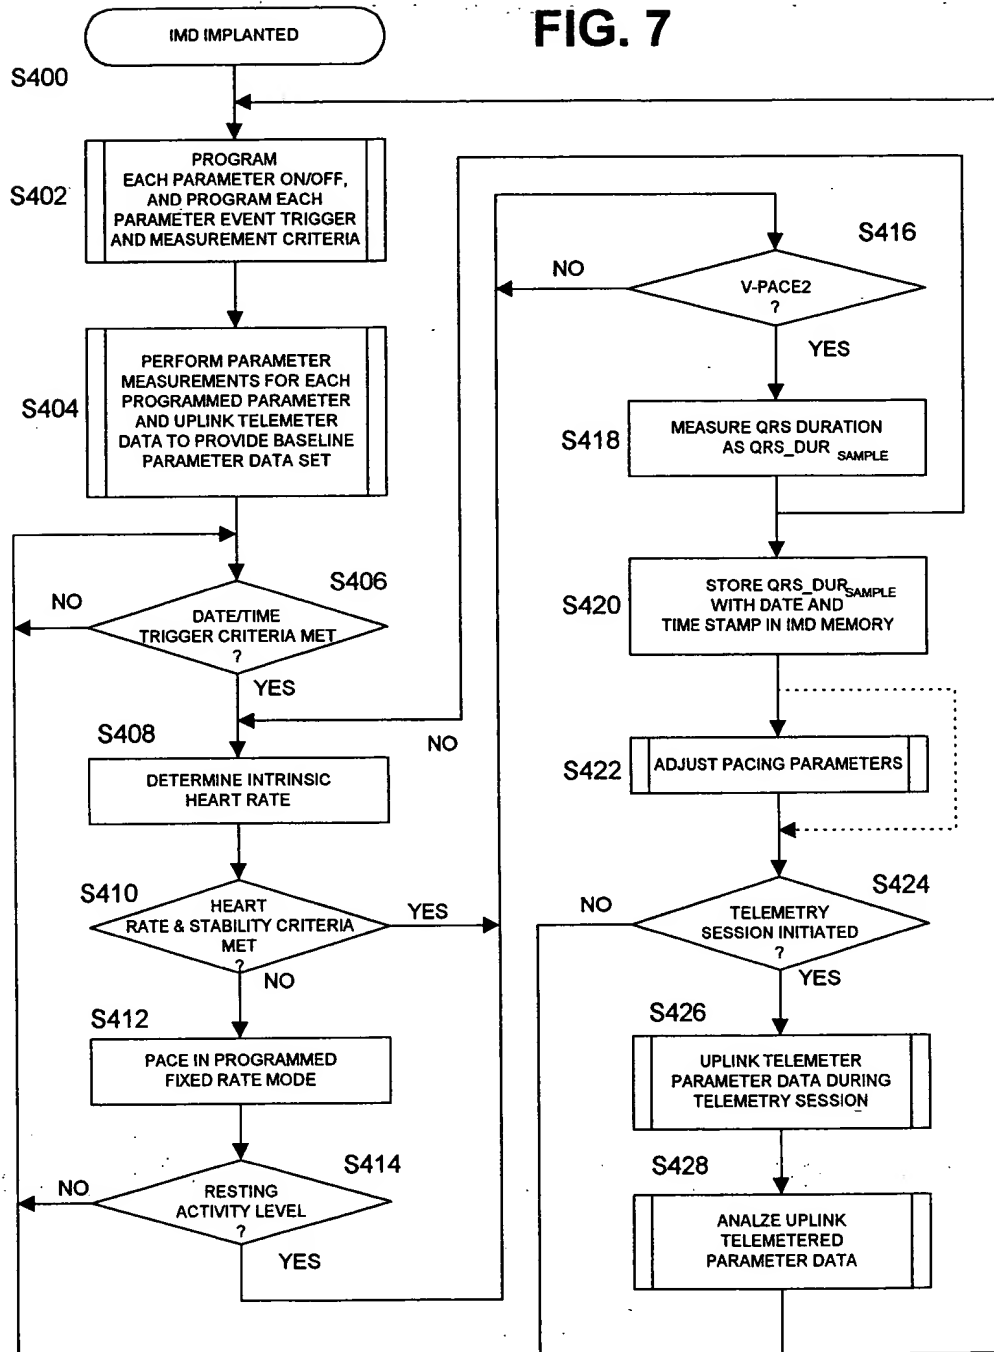 FIG. 7
IMD IMPLANTED
S400
S402
PROGRAM
EACH PARAMETER ON/OFF,
AND PROGRAM EACH
PARAMETER EVENT TRIGGER
AND MEASUREMENT CRITERIA
S404
PERFORM PARAMETER
MEASUREMENTS FOR EACH
PROGRAMMED PARAMETER
AND UPLINK TELEMETER
DATA TO PROVIDE BASELINE
PARAMETER DATA SET
S406
NO
DATE/TIME
TRIGGER CRITERIA MET
?
YES
S408
NO
DETERMINE INTRINSIC
HEART RATE
S410
HEART
RATE & STABILITY CRITERIA
MET
?
YES
NO
S412
PACE IN PROGRAMMED
FIXED RATE MODE
S414
NO
RESTING
ACTIVITY LEVEL
?
YES
S416
NO
V-PACE2
?
YES
S418
MEASURE QRS DURATION
AS QRS_DUR SAMPLE
S420
STORE QRS_DUR SAMPLE
WITH DATE AND
TIME STAMP IN IMD MEMORY
S422
ADJUST PACING PARAMETERS
S424
NO
TELEMETRY
SESSION INITIATED
?
YES
S426
UPLINK TELEMETER
PARAMETER DATA DURING
TELEMETRY SESSION
S428
ANALZE UPLINK
TELEMETERED
PARAMETER DATA